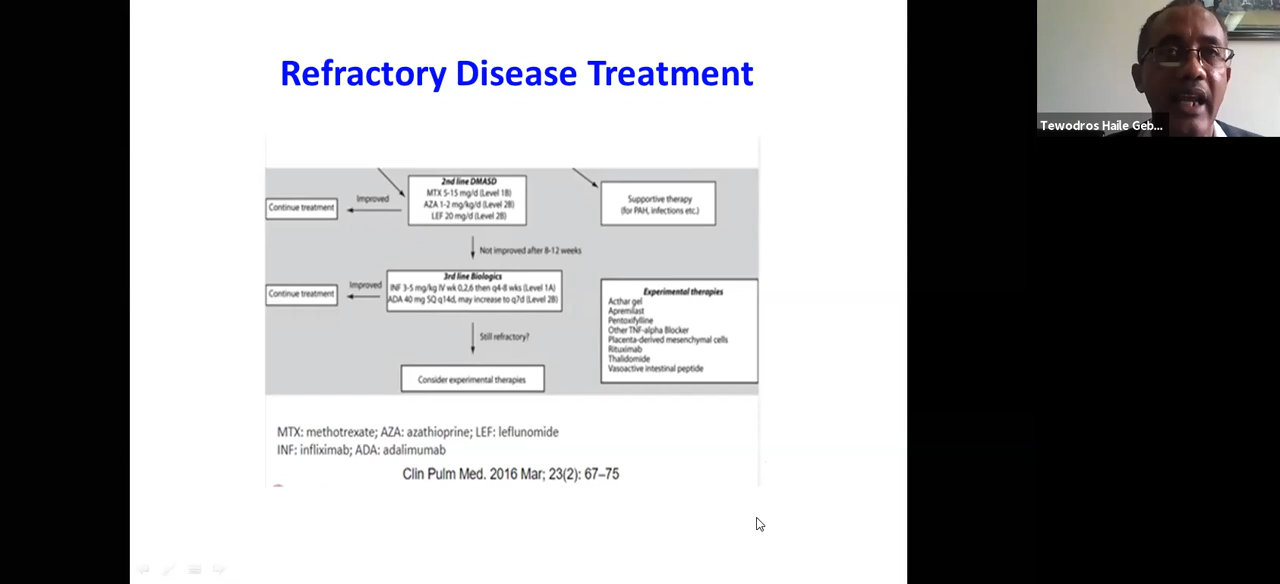 Refractory Disease Treatment
Tewodros Haile Geb...
2nd line DMASD
MTX 5-15 mg/d (Level 1B)
AZA 1-2 mg/kg/d (Level 2B)
LEF 20 mg/d (Level 2B)
Improved
Continue treatment
Supportive therapy
(for PAH, infections etc.)
Not improved after 8-12 weeks
3rd line Biologics
INF 3-5 mg/kg IV wk 0,2,6 then q4-8 wks (Level 1A)
ADA 40 mg SQ q14d, may increase to q7d (Level 2B)
Improved
Continue treatment
Still refractory?
Consider experimental therapies
Experimental therapies
Acthar gel
Apremilast
Pentoxifylline
Other TNF-alpha Blocker
Placenta-derived mesenchymal cells
Rituximab
Thalidomide
Vasoactive intestinal peptide
MTX: methotrexate; AZA: azathioprine; LEF: leflunomide
INF: infliximab; ADA: adalimumab
Clin Pulm Med. 2016 Mar; 23(2): 67–75